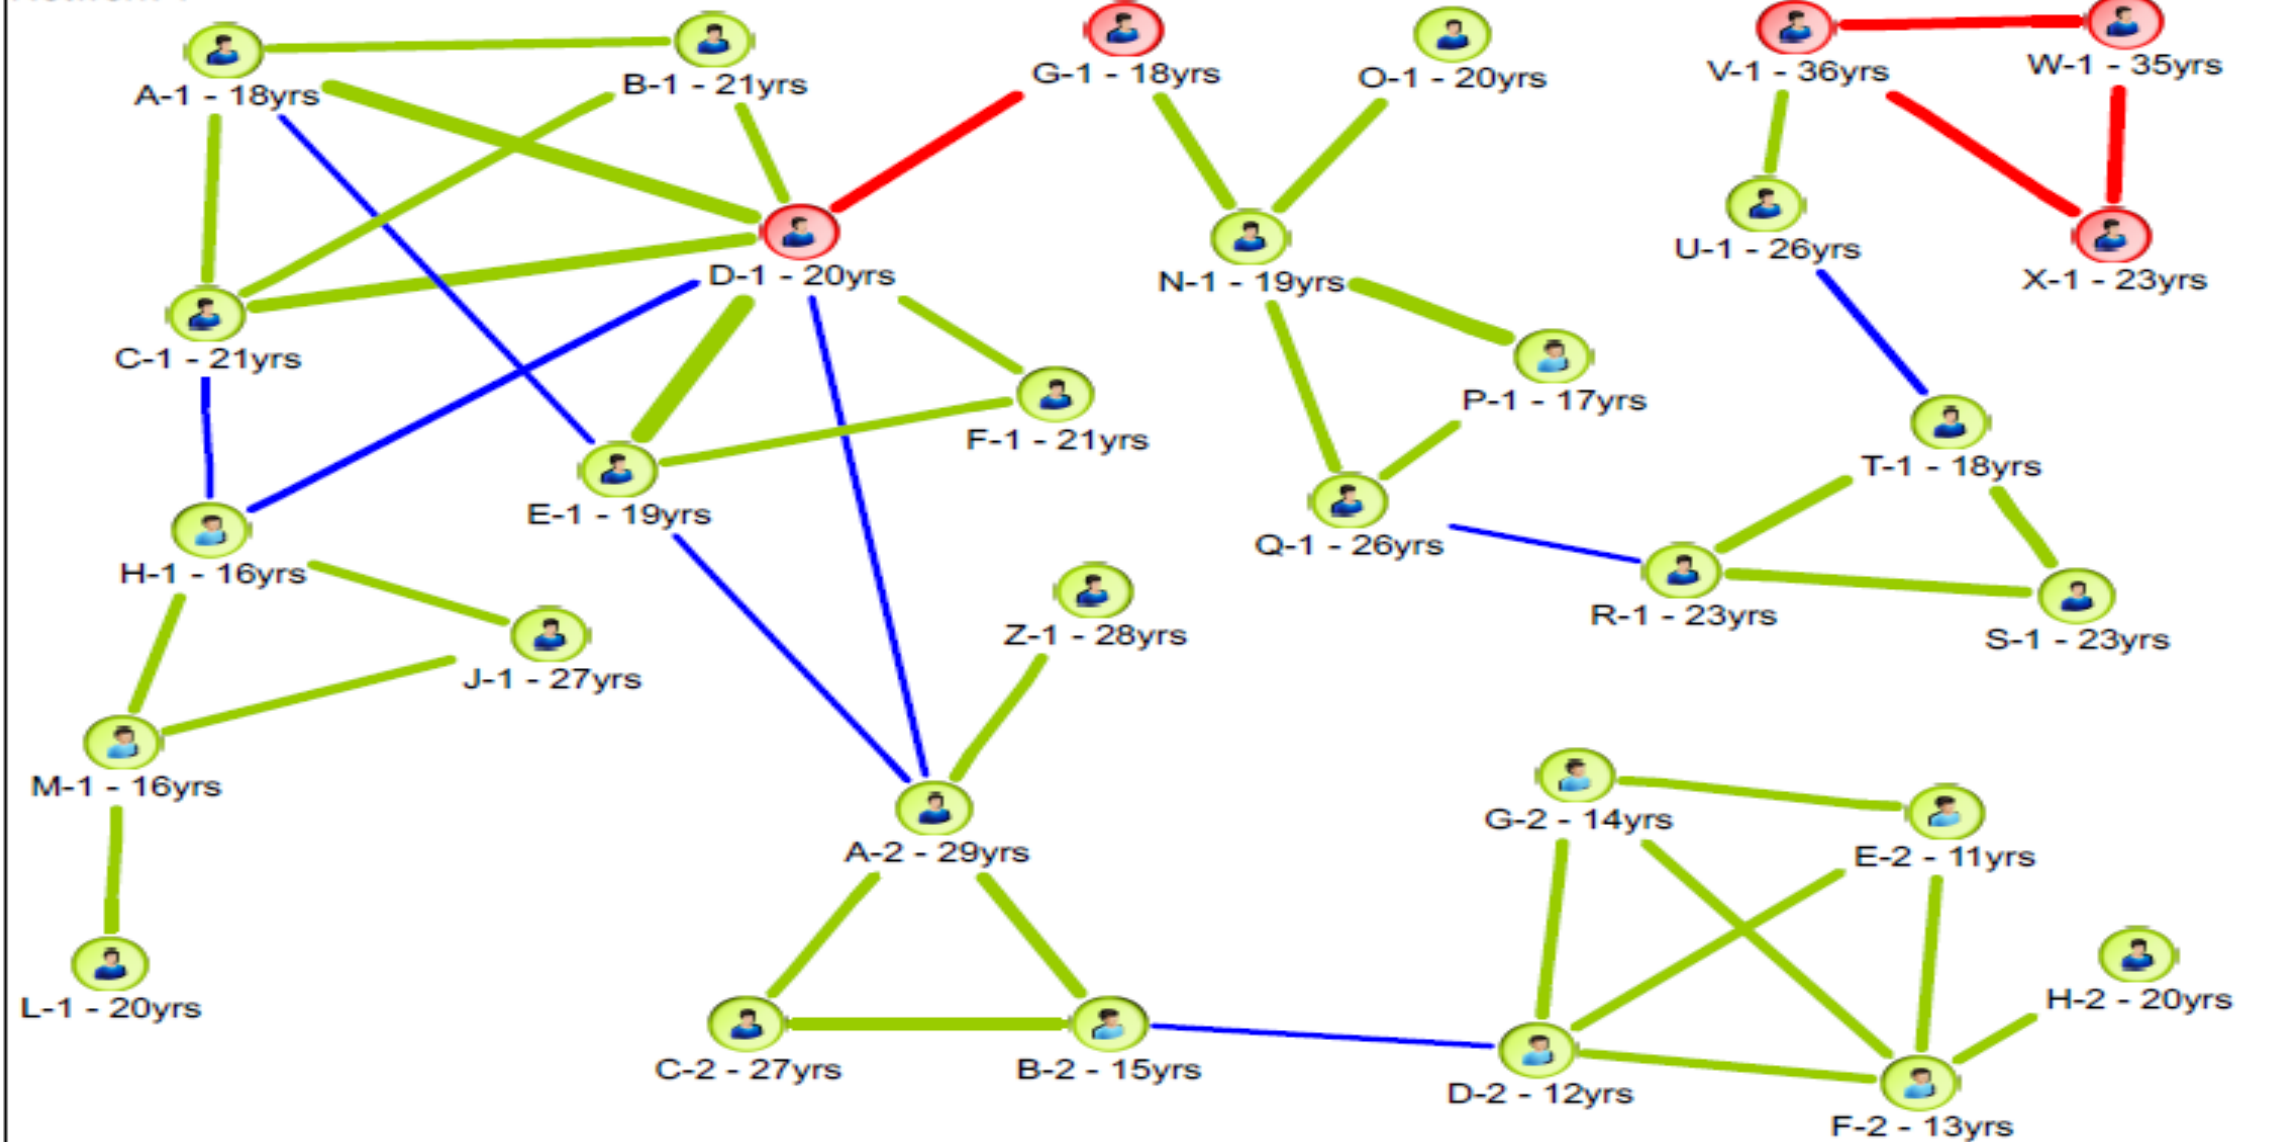 A-1 - 18yrs
B-1 - 21yrs
G-1 - 18yrs
O-1 - 20yrs
V-1 - 36yrs
W-1 - 35yrs
D-1 - 20yrs
N-1 - 19yrs
U-1 - 26yrs
X-1 - 23yrs
C-1 - 21yrs
P-1 - 17yrs
F-1 - 21yrs
T-1 - 18yrs
E-1 - 19yrs
Q-1 - 26yrs
H-1 - 16yrs
R-1 - 23yrs
Z-1 - 28yrs
S-1 - 23yrs
J-1 - 27yrs
M-1 - 16yrs
G-2 - 14yrs
A-2 - 29yrs
E-2 - 11yrs
L-1 - 20yrs
H-2 - 20yrs
C-2 - 27yrs
B-2 - 15yrs
D-2 - 12yrs
F-2 - 13yrs